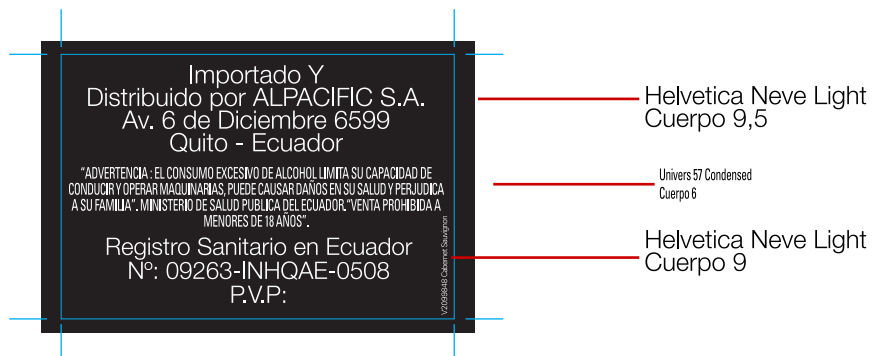 Importado Y
Distribuido por ALPACIFIC S.A.
Av. 6 de Diciembre 6599
Quito - Ecuador
"ADVERTENCIA : EL CONSUMO EXCESIVO DE ALCOHOL LIMITA SU CAPACIDAD DE
CONDUCIR Y OPERAR MAQUINARIAS, PUEDE CAUSAR DAÑOS EN SU SALUD Y PERJUDICA
A SU FAMILIA". MINISTERIO DE SALUD PUBLICA DEL ECUADOR. "VENTA PROHIBIDA A
MENORES DE 18 AÑOS".
Registro Sanitario en Ecuador
Nº: 09263-INHQAE-0508
P.V.P:
V2099848 Cabernet Sauvignon
Helvetica Neve Light
Cuerpo 9,5
Univers 57 Condensed
Cuerpo 6
Helvetica Neve Light
Cuerpo 9